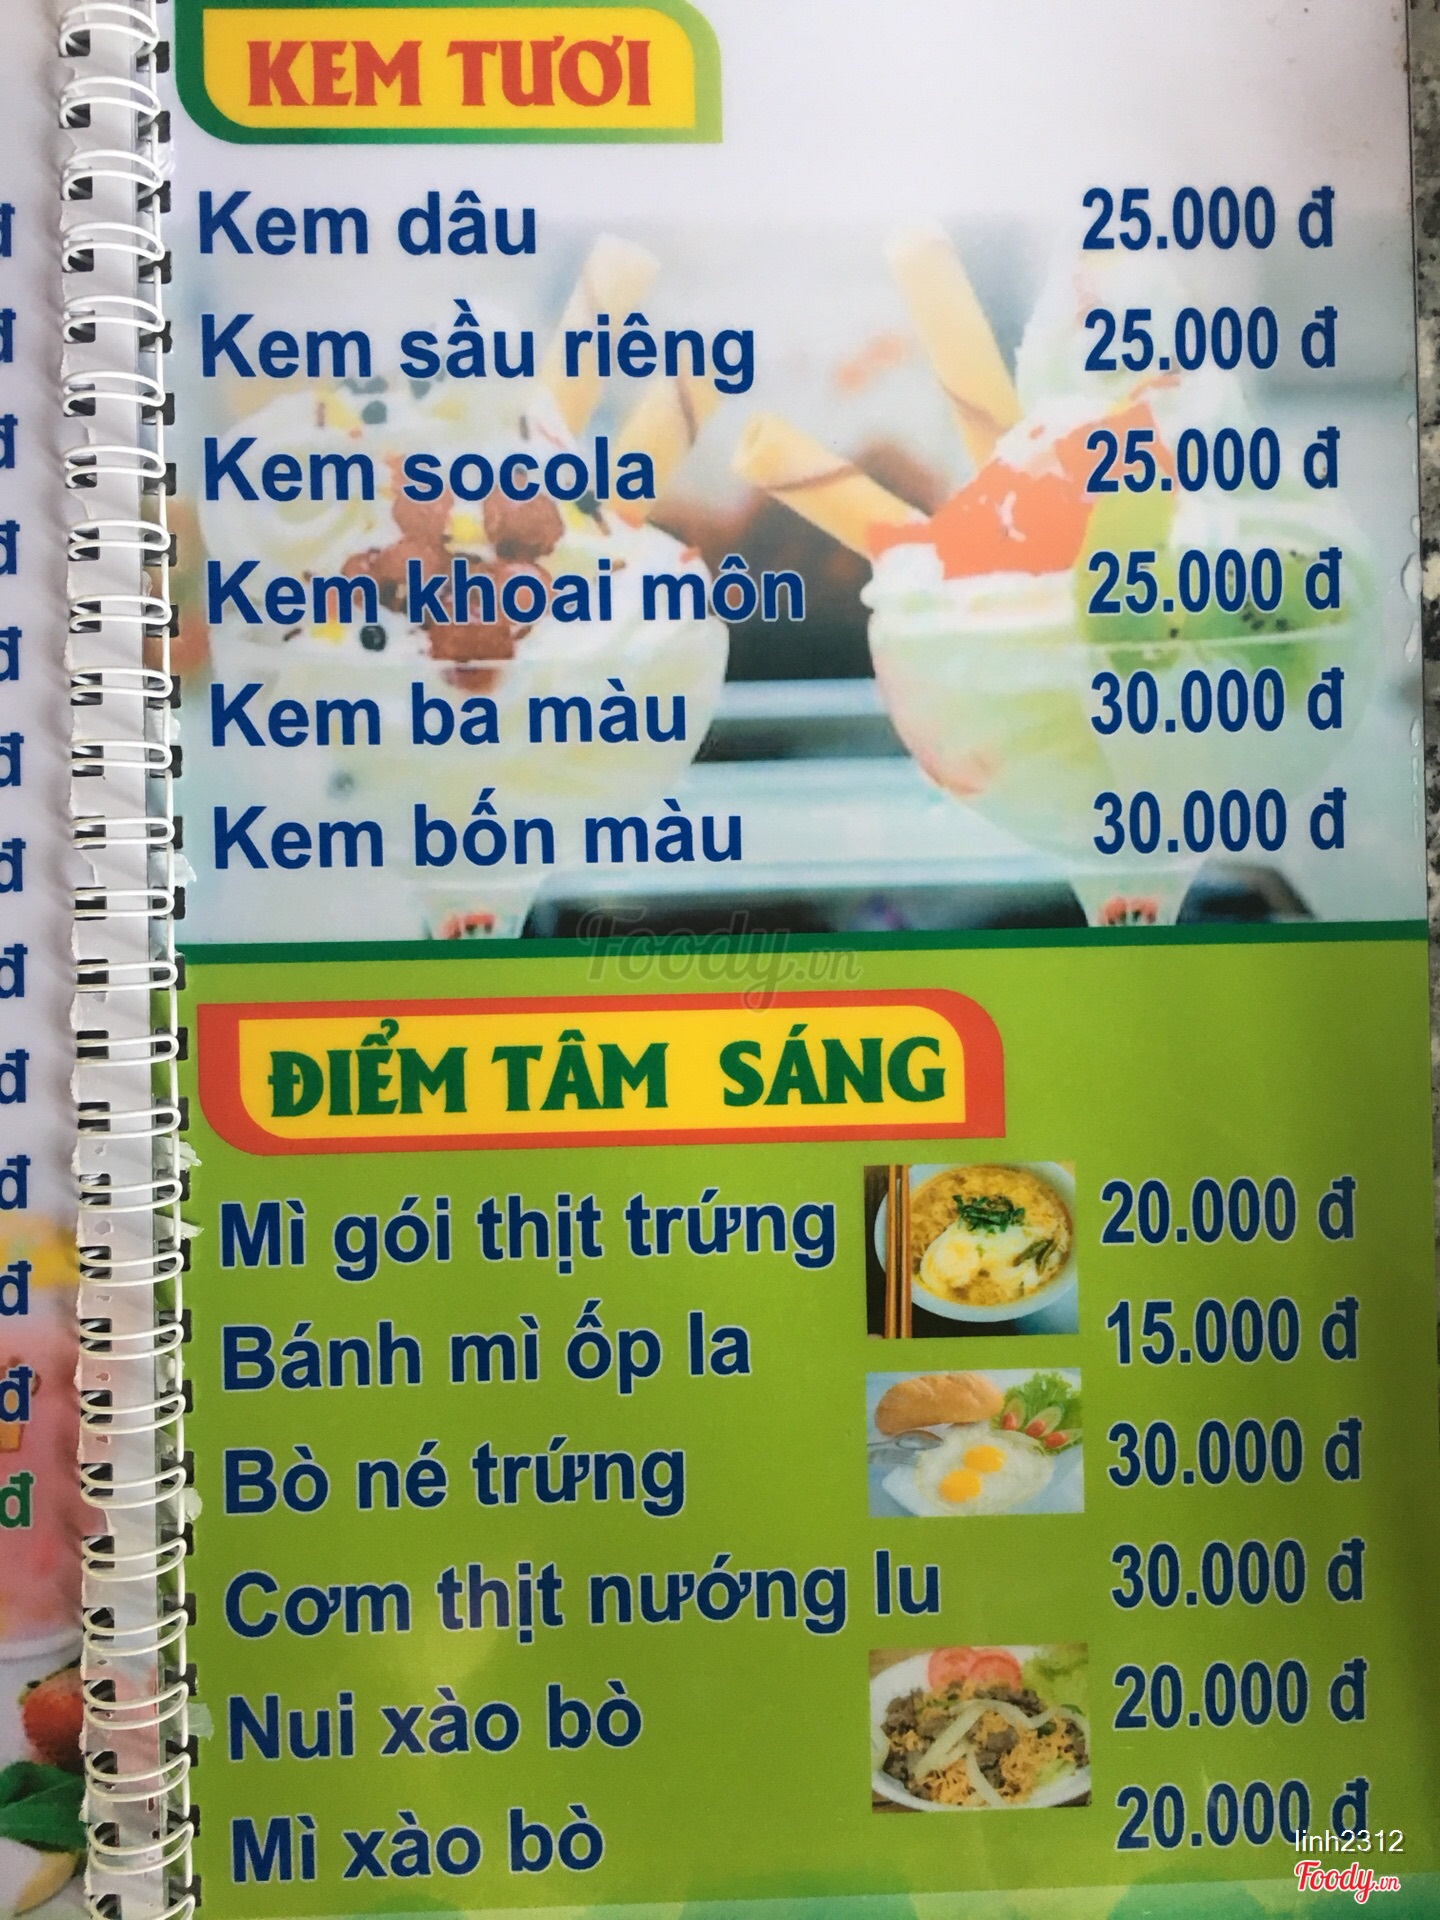 KEM TƯƠI
Kem dâu 25.000 đ
Kem sầu riêng 25.000 đ
Kem socola 25.000 đ
Kem khoai môn 25.000 đ
Kem ba màu 30.000 đ
Kem bốn màu 30.000 đ
Foody.vn
ĐIỂM TÂM SÁNG
Mì gói thịt trứng 20.000 đ
Bánh mì ốp la 15.000 đ
Bò né trứng 30.000 đ
Cơm thịt nướng lu 30.000 đ
Nui xào bò 20.000 đ
Mì xào bò 20.000 đ
linh2312
Foody.vn
đ
đ
đ
đ
đ
đ
đ
đ
đ
đ
đ
đ
đ